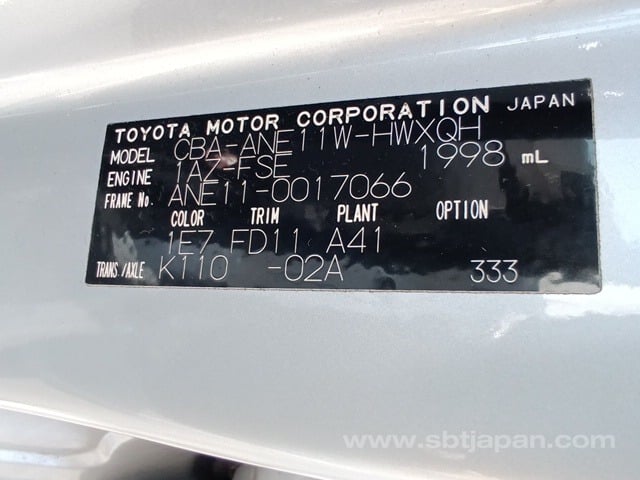 TOYOTA MOTOR CORPORATION JAPAN
MODEL CBA-ANE11W-HWXQH
ENGINE 1AZ-FSE 1998 mL
FRAME No. ANE11-0017066
COLOR TRIM PLANT OPTION
1E7 FD11 A41
TRANS./AXLE K110 -02A 333
www.sbtjapan.com